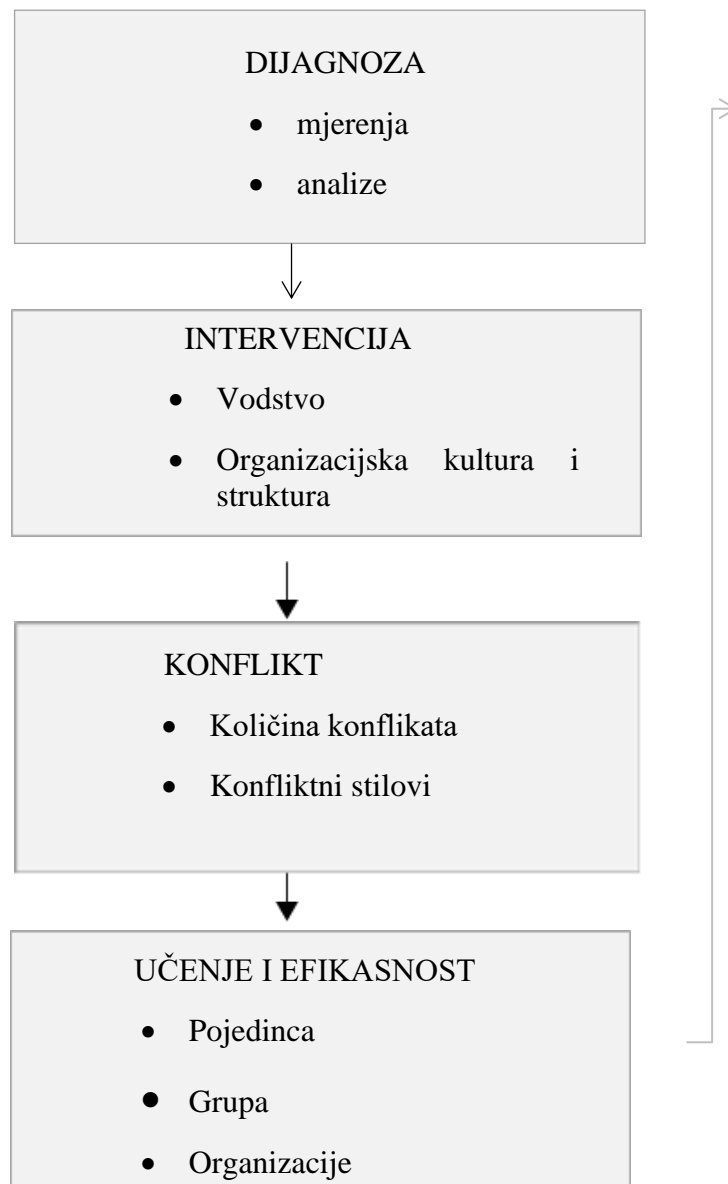 DIJAGNOZA
• mjerenja
• analize
INTERVENCIJA
• Vodstvo
• Organizacijska kultura i
struktura
KONFLIKT
• Količina konflikata
• Konfliktni stilovi
UČENJE I EFIKASNOST
• Pojedinca
• Grupa
• Organizacije